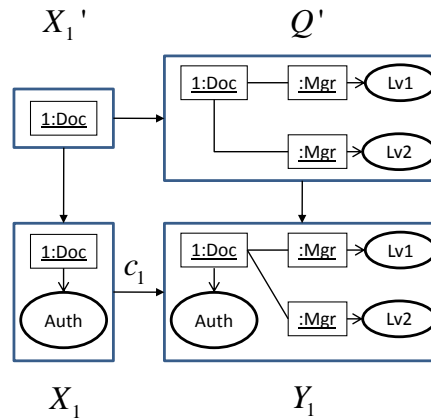 X₁' Q'
1:Doc :Mgr Lv1
1:Doc
:Mgr Lv2
1:Doc c₁ 1:Doc :Mgr Lv1
Auth Auth :Mgr Lv2
X₁ Y₁